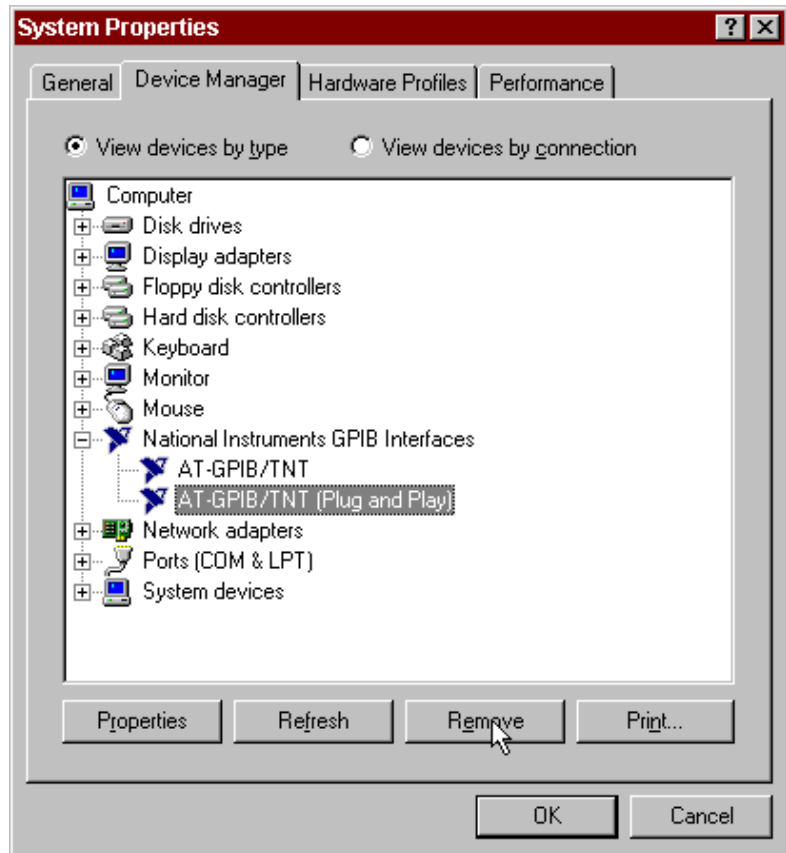 System Properties
General Device Manager Hardware Profiles Performance
View devices by type View devices by connection
Computer
Disk drives
Display adapters
Floppy disk controllers
Hard disk controllers
Keyboard
Monitor
Mouse
National Instruments GPIB Interfaces
AT-GPIB/TNT
AT-GPIB/TNT (Plug and Play)
Network adapters
Ports (COM & LPT)
System devices
Properties Refresh Remove Print...
OK Cancel